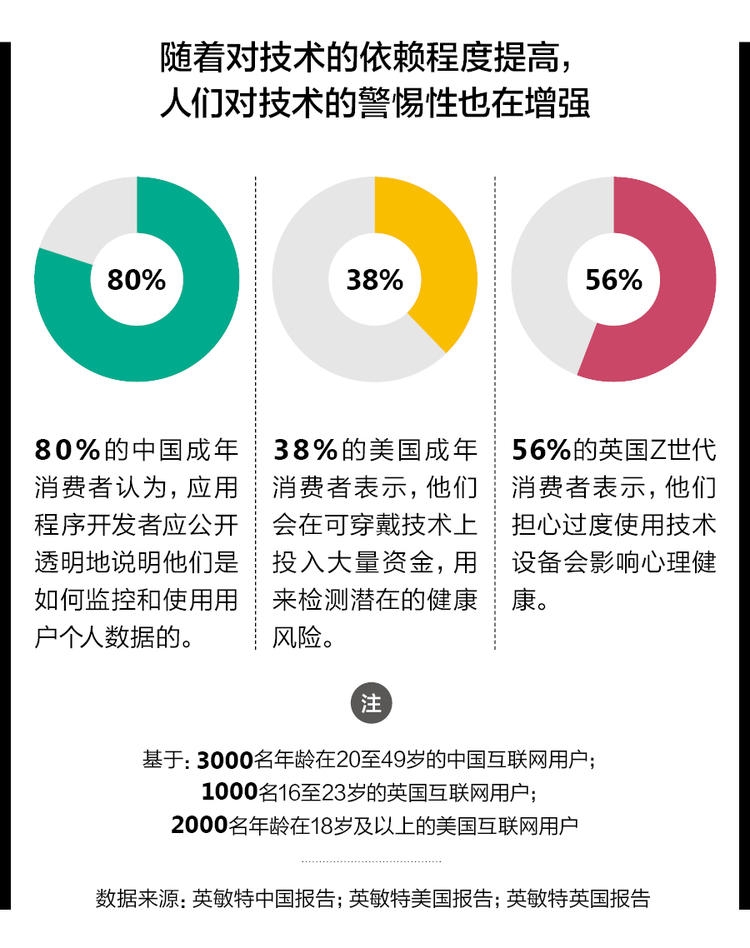 随着对技术的依赖程度提高，
人们对技术的警惕性也在增强
80%
38%
56%
80%的中国成年
消费者认为，应用
程序开发者应公开
透明地说明他们是
如何监控和使用用
户个人数据的。
38%的美国成年
消费者表示，他们
会在可穿戴技术上
投入大量资金，用
来检测潜在的健康
风险。
56%的英国Z世代
消费者表示，他们
担心过度使用技术
设备会影响心理健
康。
注
基于：3000名年龄在20至49岁的中国互联网用户；
1000名16至23岁的英国互联网用户；
2000名年龄在18岁及以上的美国互联网用户
数据来源：英敏特中国报告；英敏特美国报告；英敏特英国报告